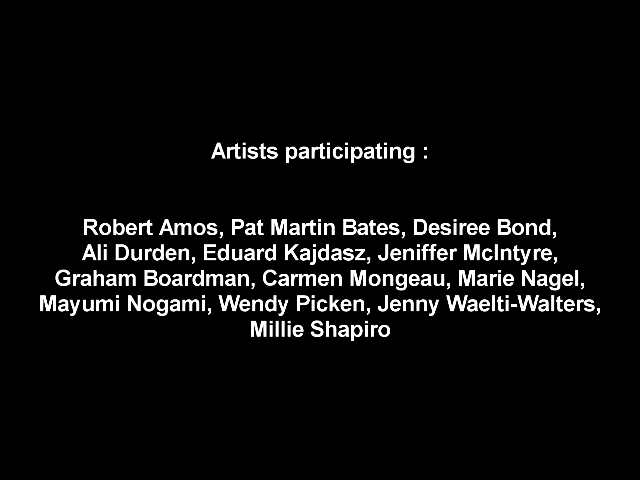 Artists participating :
Robert Amos, Pat Martin Bates, Desiree Bond,
Ali Durden, Eduard Kajdasz, Jeniffer McIntyre,
Graham Boardman, Carmen Mongeau, Marie Nagel,
Mayumi Nogami, Wendy Picken, Jenny Waelti-Walters,
Millie Shapiro